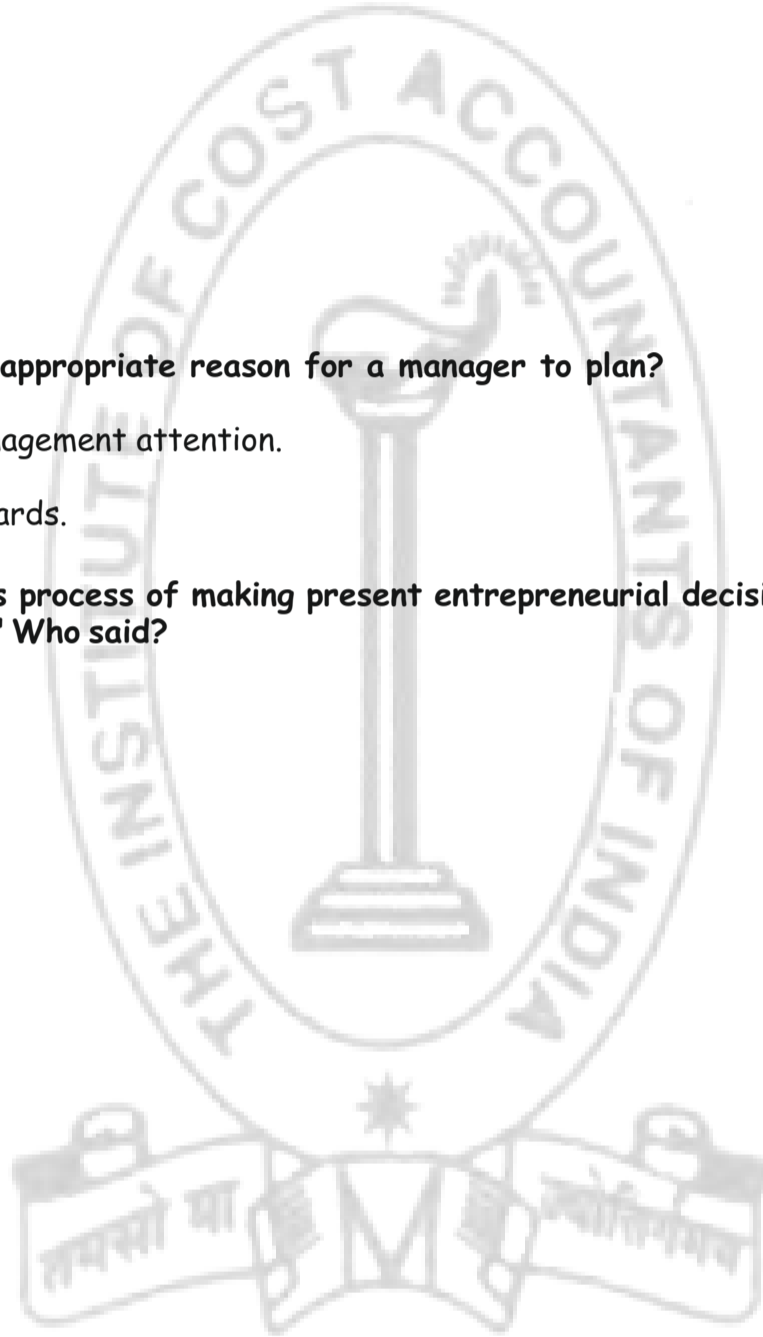 THE INSTITUTE OF COST ACCOUNTANTS OF INDIA
appropriate reason for a manager to plan?
agement attention.
ards.
s process of making present entrepreneurial decisi
" Who said?
तमसो मा ज्योतिर्गमय